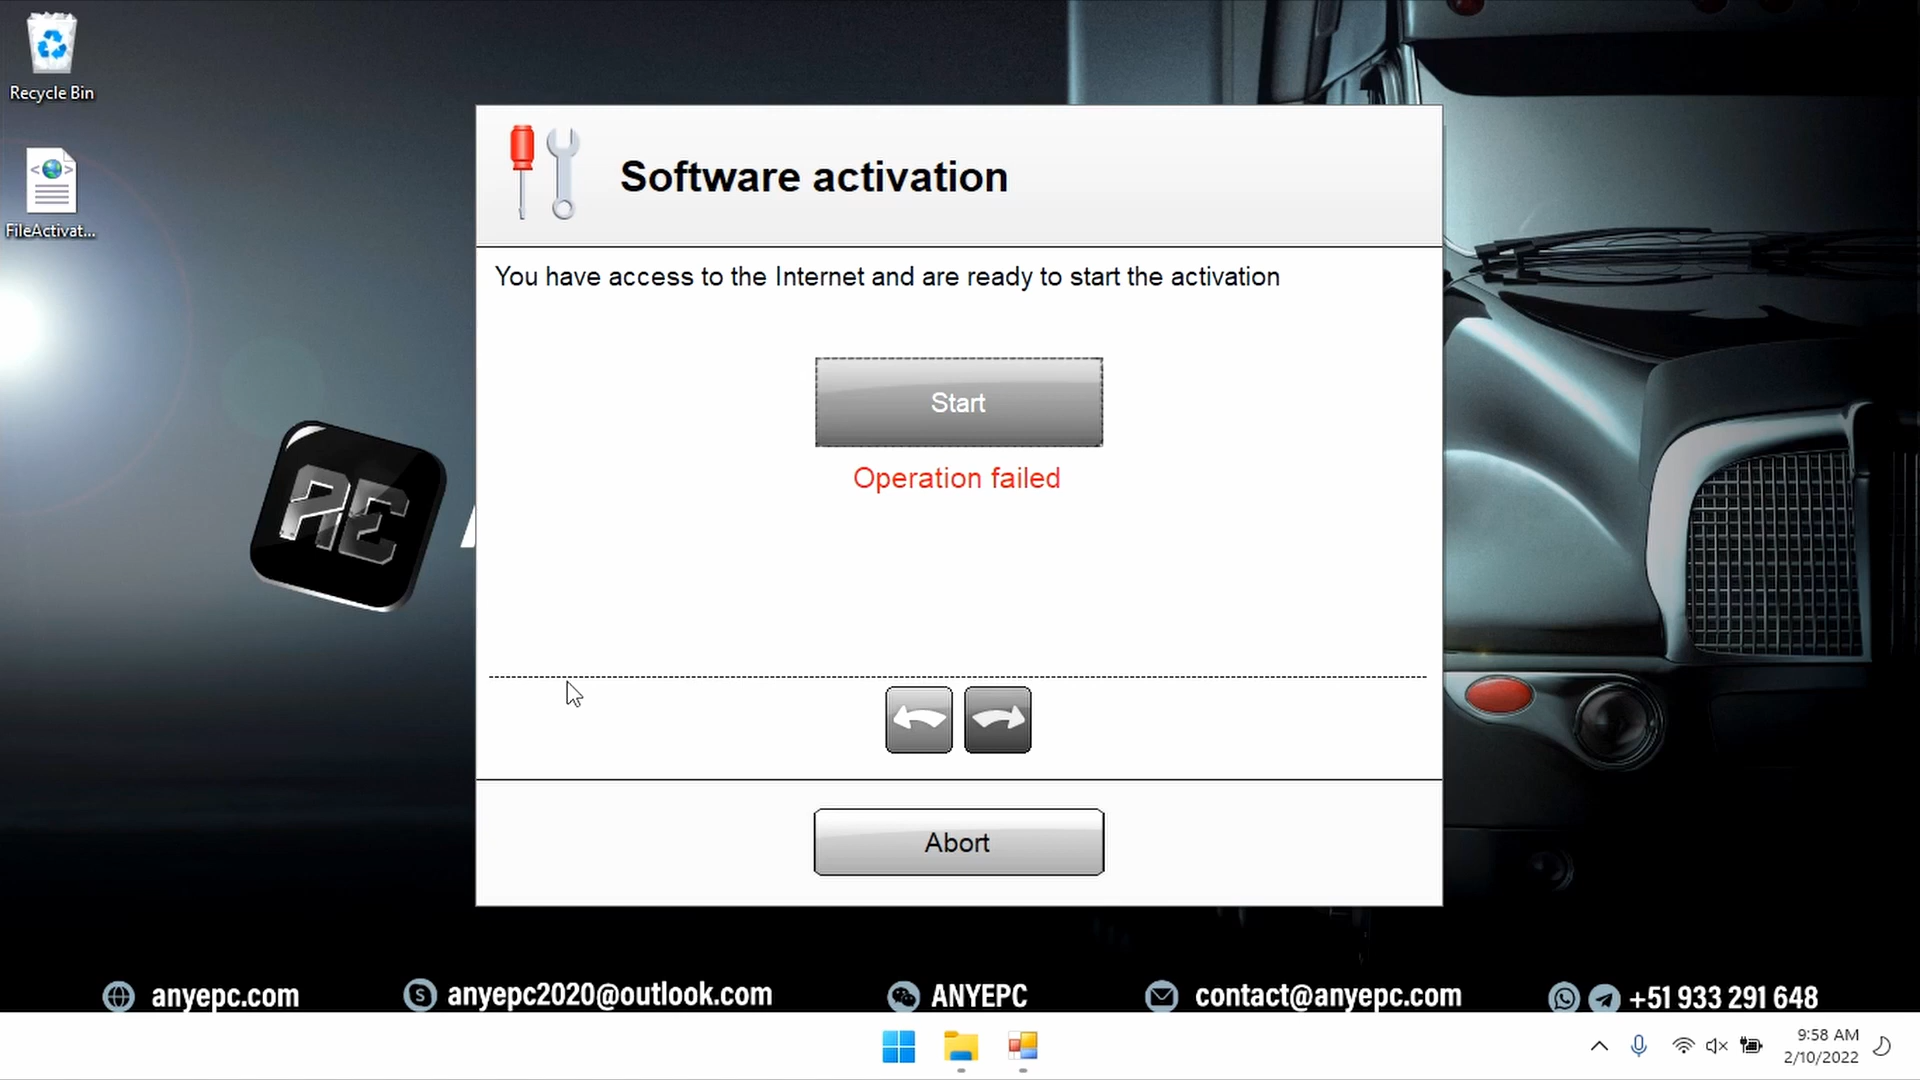 Recycle Bin
FileActivat...
Software activation
You have access to the Internet and are ready to start the activation
Start
Operation failed
AE
Abort
anyepc.com
anyepc2020@outlook.com
ANYEPC
contact@anyepc.com
+51 933 291 648
9:58 AM
2/10/2022